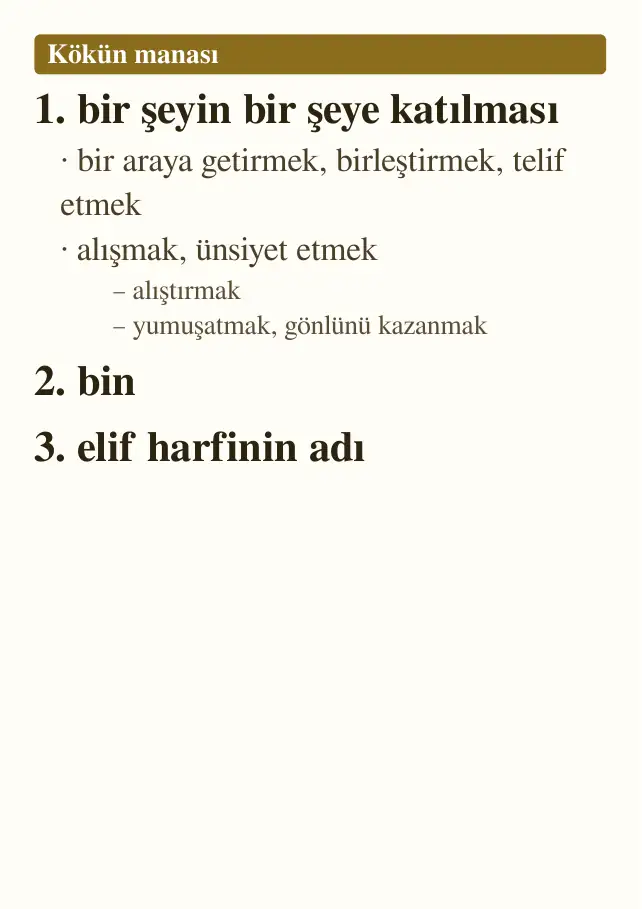 Kökün manası
1. bir şeyin bir şeye katılması
· bir araya getirmek, birleştirmek, telif
etmek
· alışmak, ünsiyet etmek
– alıştırmak
– yumuşatmak, gönlünü kazanmak
2. bin
3. elif harfinin adı